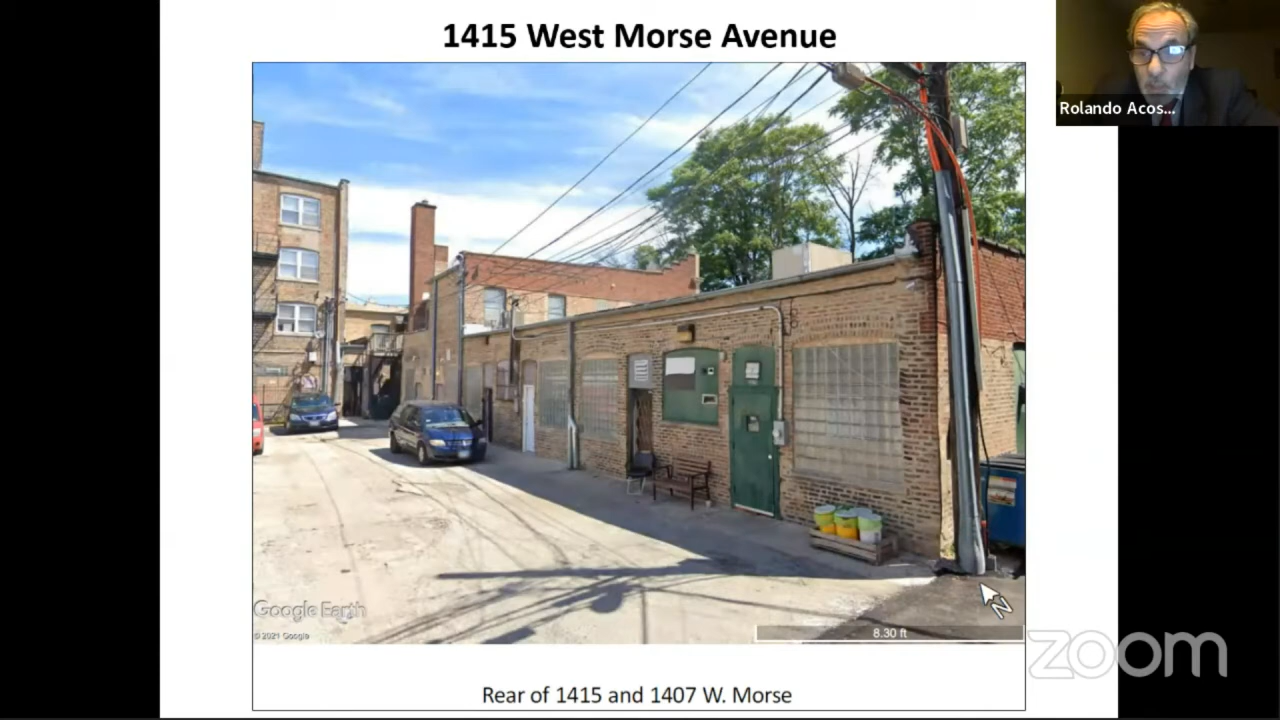 1415 West Morse Avenue
Rolando Acos...
Google Earth
© 2021 Google
8.30 ft
N
zoom
Rear of 1415 and 1407 W. Morse